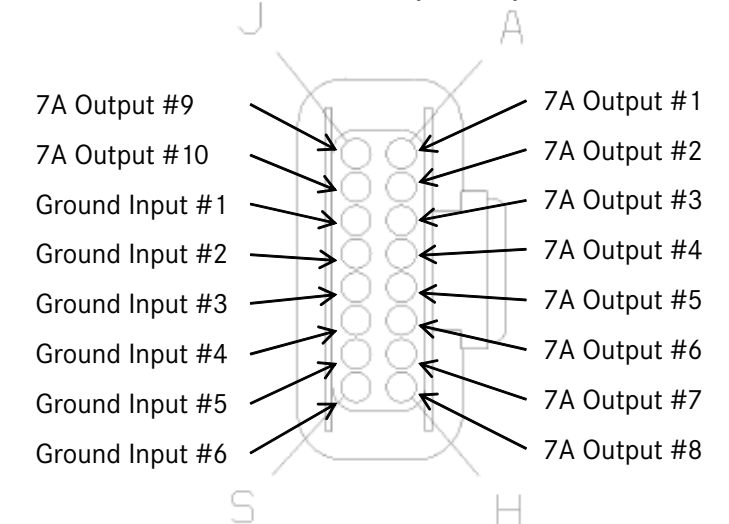 J
A
7A Output #9
7A Output #10
Ground Input #1
Ground Input #2
Ground Input #3
Ground Input #4
Ground Input #5
Ground Input #6
7A Output #1
7A Output #2
7A Output #3
7A Output #4
7A Output #5
7A Output #6
7A Output #7
7A Output #8
S
H